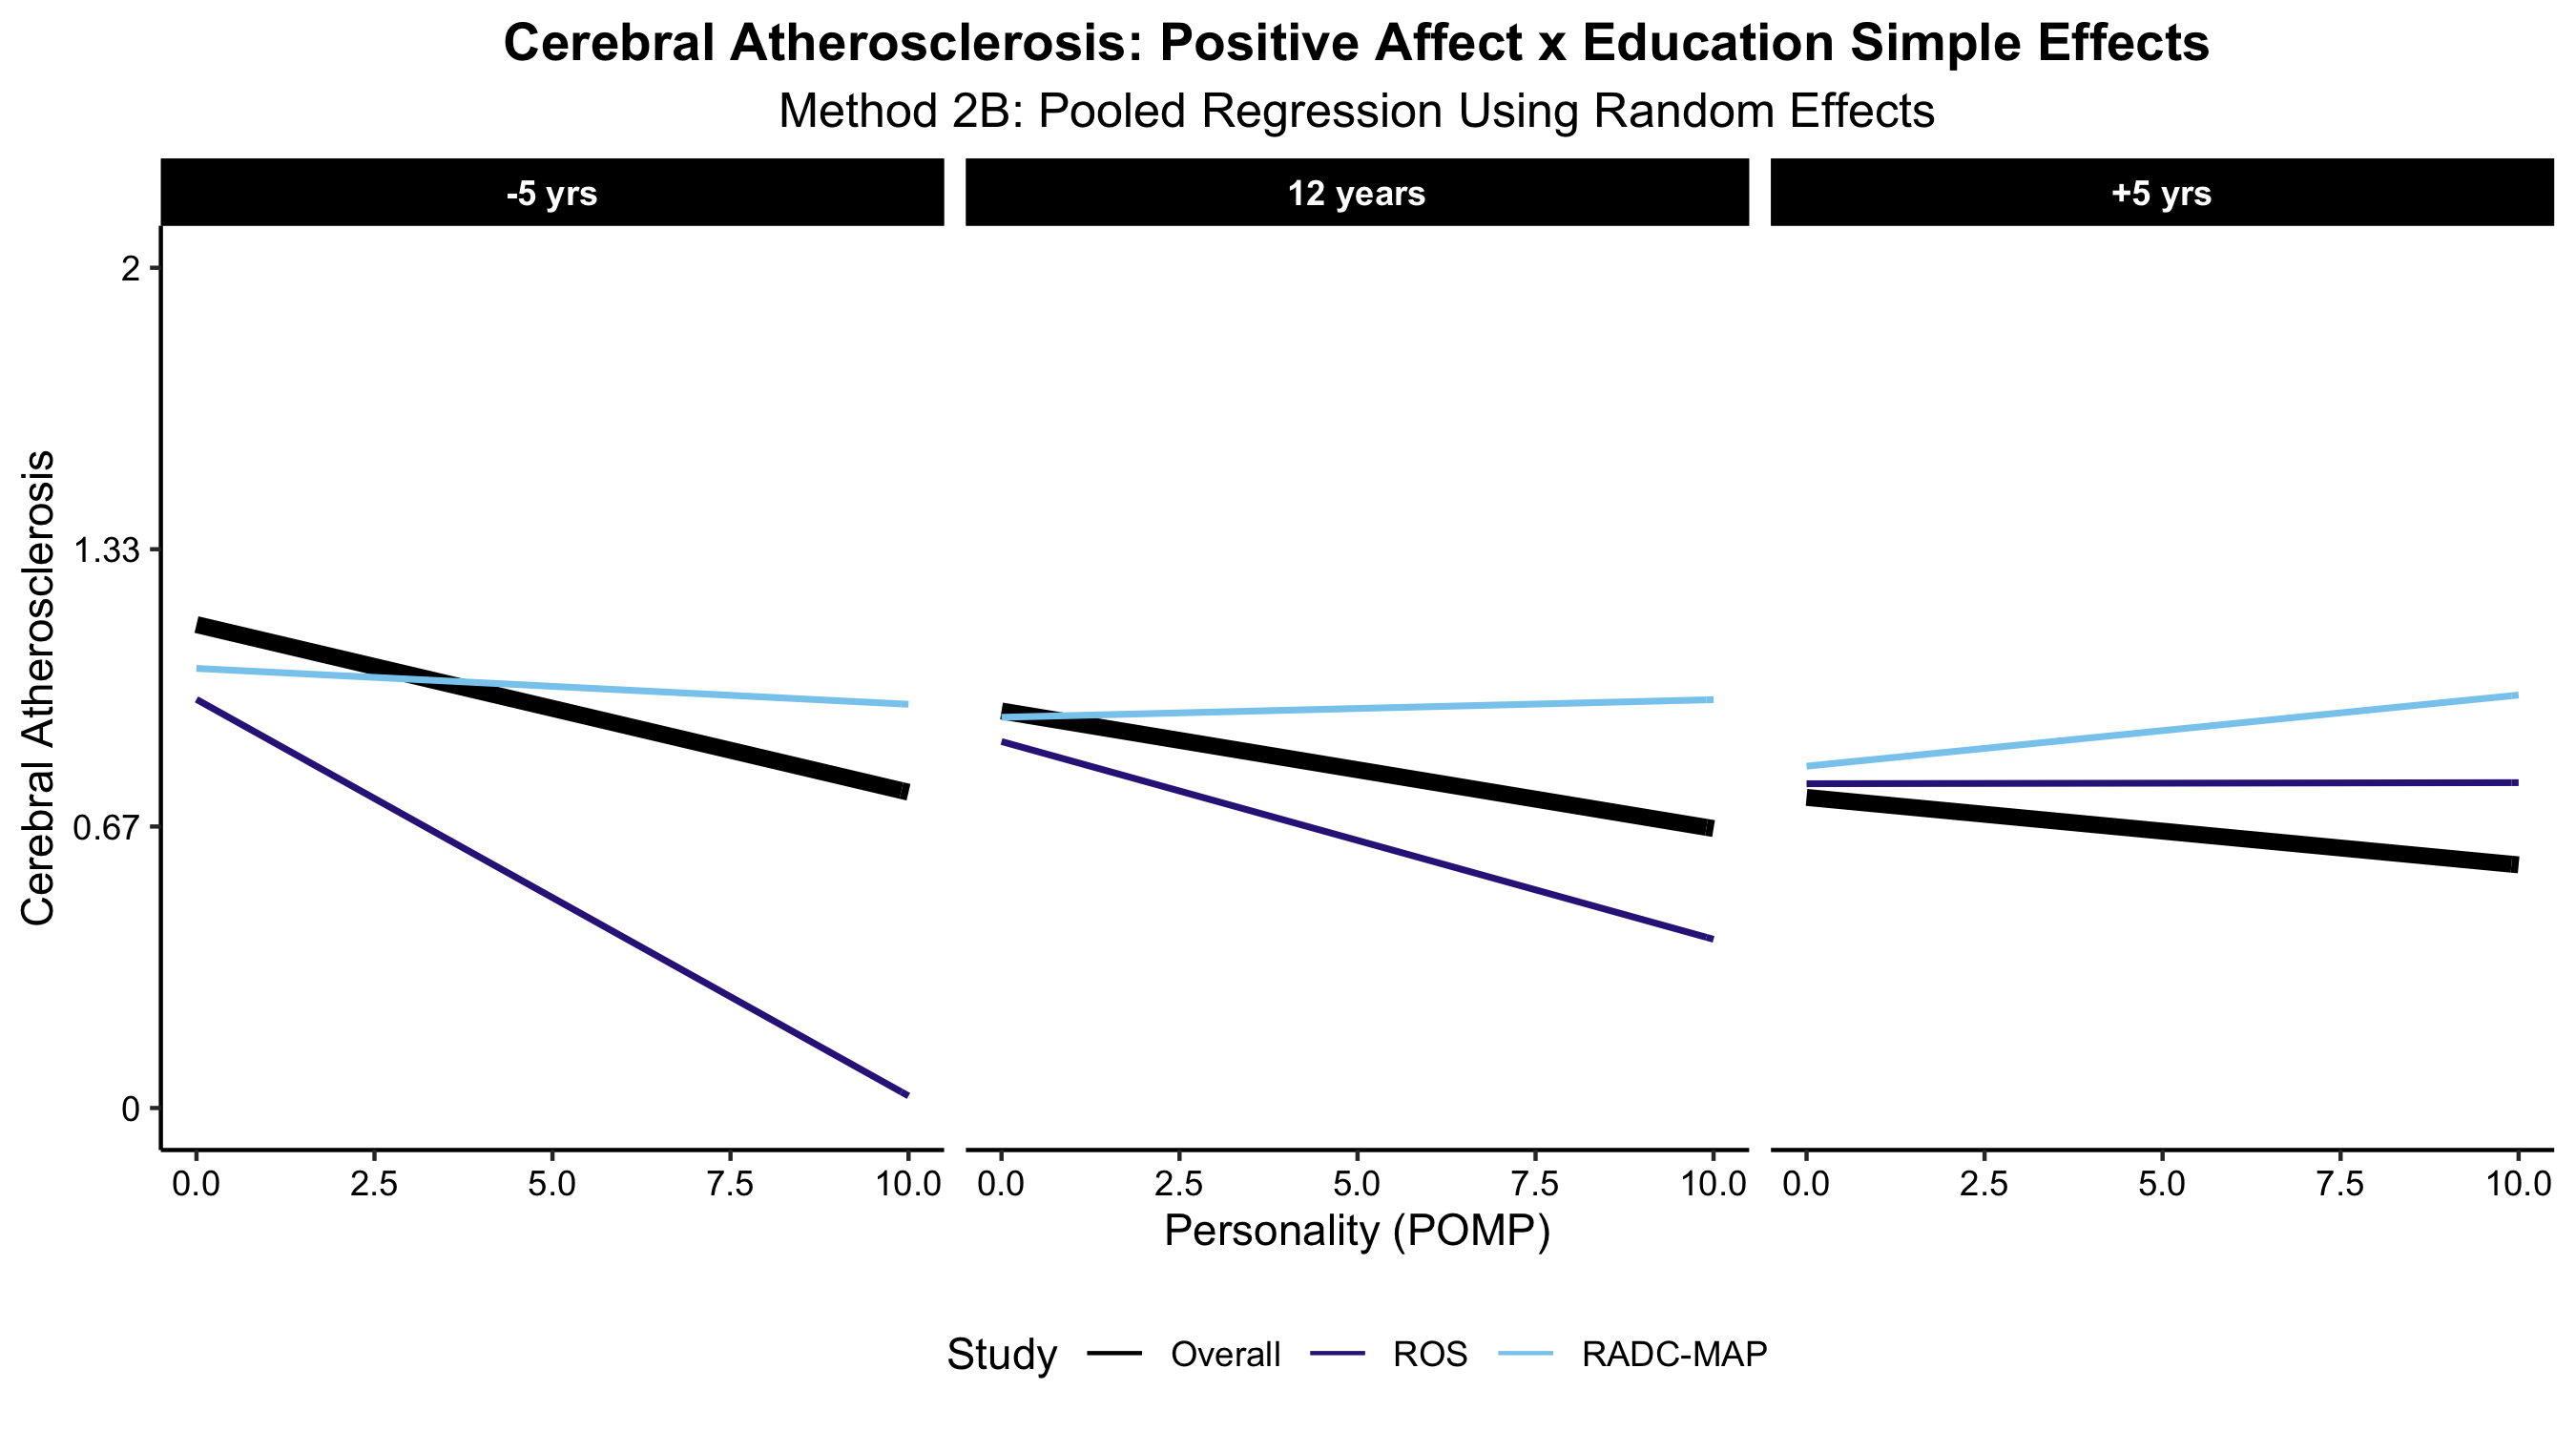 Cerebral Atherosclerosis: Positive Affect x Education Simple Effects
Method 2B: Pooled Regression Using Random Effects
-5 yrs
12 years
+5 yrs
Cerebral Atherosclerosis
2
1.33
0.67
0
0.0 2.5 5.0 7.5 10.0
0.0 2.5 5.0 7.5 10.0
0.0 2.5 5.0 7.5 10.0
Personality (POMP)
Study Overall ROS RADC-MAP